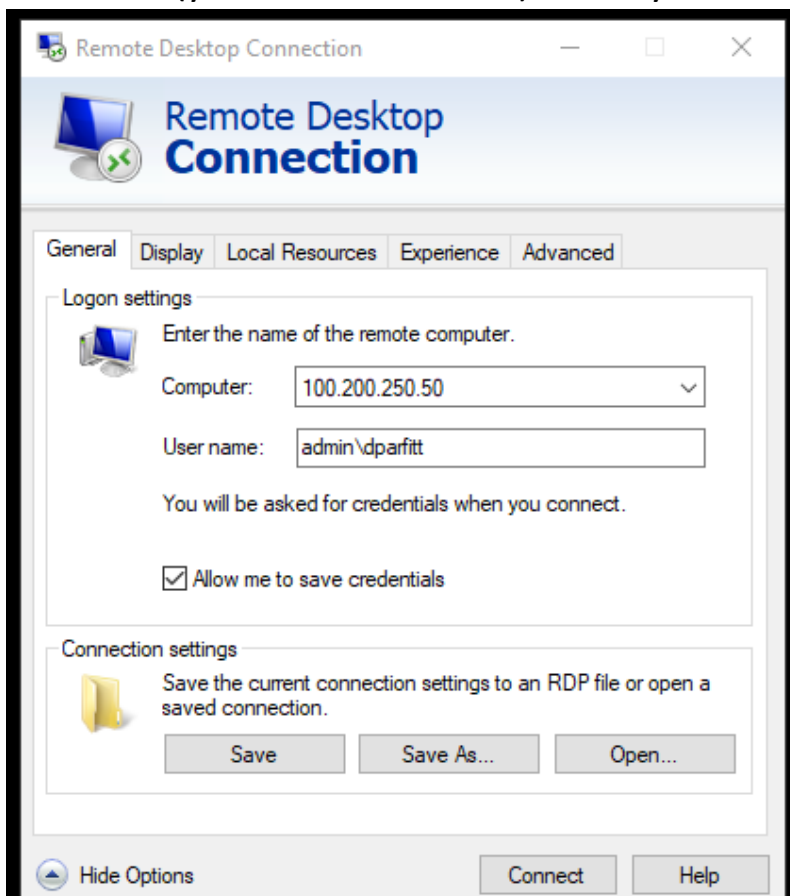 Remote Desktop Connection
Remote Desktop
Connection
General Display Local Resources Experience Advanced
Logon settings
Enter the name of the remote computer.
Computer: 100.200.250.50
User name: admin\dparfitt
You will be asked for credentials when you connect.
Allow me to save credentials
Connection settings
Save the current connection settings to an RDP file or open a
saved connection.
Save Save As... Open...
Hide Options Connect Help